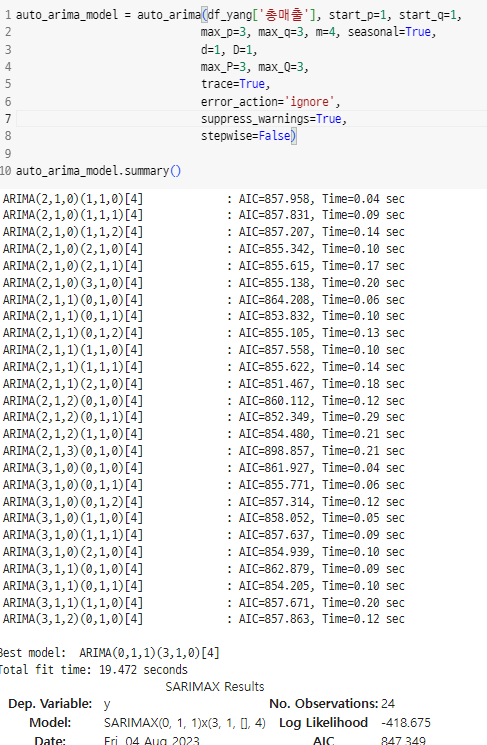 1 auto_arima_model = auto_arima(df_yang['총매출'], start_p=1, start_q=1,
2 max_p=3, max_q=3, m=4, seasonal=True,
3 d=1, D=1,
4 max_P=3, max_Q=3,
5 trace=True,
6 error_action='ignore',
7 suppress_warnings=True,
8 stepwise=False)
9
10 auto_arima_model.summary()
ARIMA(2,1,0)(1,1,0)[4] : AIC=857.958, Time=0.04 sec
ARIMA(2,1,0)(1,1,1)[4] : AIC=857.831, Time=0.09 sec
ARIMA(2,1,0)(1,1,2)[4] : AIC=857.207, Time=0.14 sec
ARIMA(2,1,0)(2,1,0)[4] : AIC=855.342, Time=0.10 sec
ARIMA(2,1,0)(2,1,1)[4] : AIC=855.615, Time=0.17 sec
ARIMA(2,1,0)(3,1,0)[4] : AIC=855.138, Time=0.20 sec
ARIMA(2,1,1)(0,1,0)[4] : AIC=864.208, Time=0.06 sec
ARIMA(2,1,1)(0,1,1)[4] : AIC=853.832, Time=0.10 sec
ARIMA(2,1,1)(0,1,2)[4] : AIC=855.105, Time=0.13 sec
ARIMA(2,1,1)(1,1,0)[4] : AIC=857.558, Time=0.10 sec
ARIMA(2,1,1)(1,1,1)[4] : AIC=855.622, Time=0.14 sec
ARIMA(2,1,1)(2,1,0)[4] : AIC=851.467, Time=0.18 sec
ARIMA(2,1,2)(0,1,0)[4] : AIC=860.112, Time=0.12 sec
ARIMA(2,1,2)(0,1,1)[4] : AIC=852.349, Time=0.29 sec
ARIMA(2,1,2)(1,1,0)[4] : AIC=854.480, Time=0.21 sec
ARIMA(2,1,3)(0,1,0)[4] : AIC=898.857, Time=0.21 sec
ARIMA(3,1,0)(0,1,0)[4] : AIC=861.927, Time=0.04 sec
ARIMA(3,1,0)(0,1,1)[4] : AIC=855.771, Time=0.06 sec
ARIMA(3,1,0)(0,1,2)[4] : AIC=857.314, Time=0.12 sec
ARIMA(3,1,0)(1,1,0)[4] : AIC=858.052, Time=0.05 sec
ARIMA(3,1,0)(1,1,1)[4] : AIC=857.637, Time=0.09 sec
ARIMA(3,1,0)(2,1,0)[4] : AIC=854.939, Time=0.10 sec
ARIMA(3,1,1)(0,1,0)[4] : AIC=862.879, Time=0.09 sec
ARIMA(3,1,1)(0,1,1)[4] : AIC=854.205, Time=0.10 sec
ARIMA(3,1,1)(1,1,0)[4] : AIC=857.671, Time=0.20 sec
ARIMA(3,1,2)(0,1,0)[4] : AIC=857.863, Time=0.12 sec
Best model: ARIMA(0,1,1)(3,1,0)[4]
Total fit time: 19.472 seconds
SARIMAX Results
Dep. Variable: y No. Observations: 24
Model: SARIMAX(0, 1, 1)x(3, 1, [], 4) Log Likelihood -418.675
Date: Fri, 04 Aug 2023 AIC 847.349